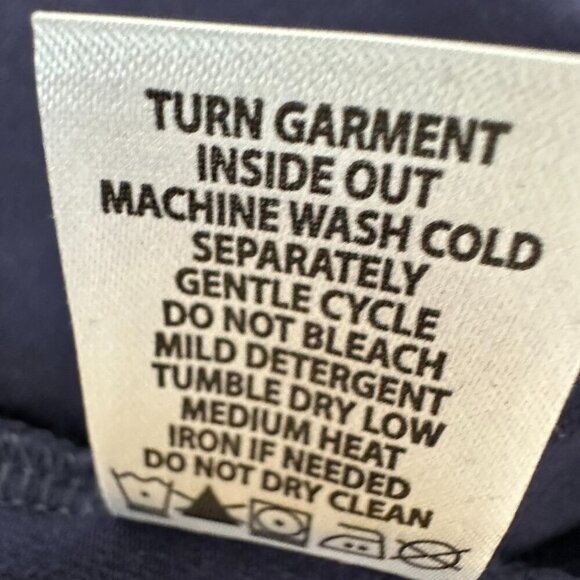 TURN GARMENT
INSIDE OUT
MACHINE WASH COLD
SEPARATELY
GENTLE CYCLE
DO NOT BLEACH
MILD DETERGENT
TUMBLE DRY LOW
MEDIUM HEAT
IRON IF NEEDED
DO NOT DRY CLEAN